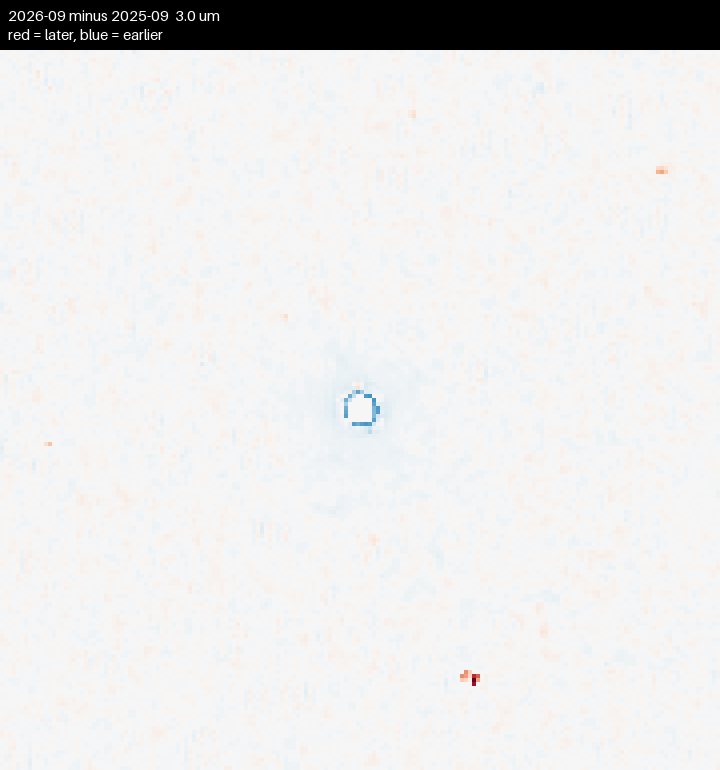 2026-09 minus 2025-09  3.0 um
red = later, blue = earlier